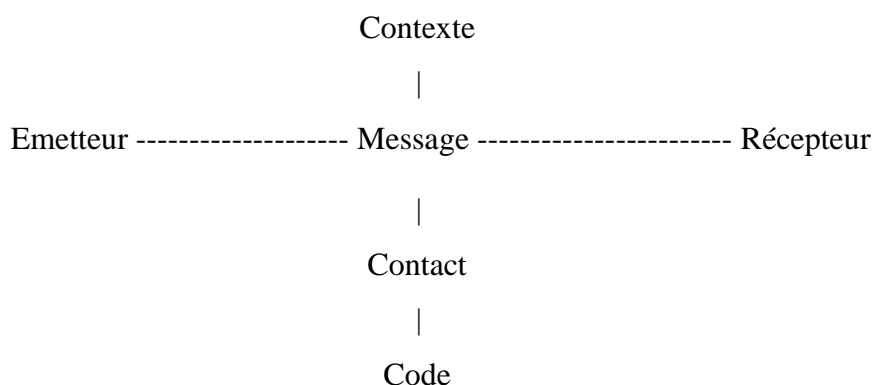 Contexte
|
Emetteur -------------------- Message ------------------------ Récepteur
|
Contact
|
Code